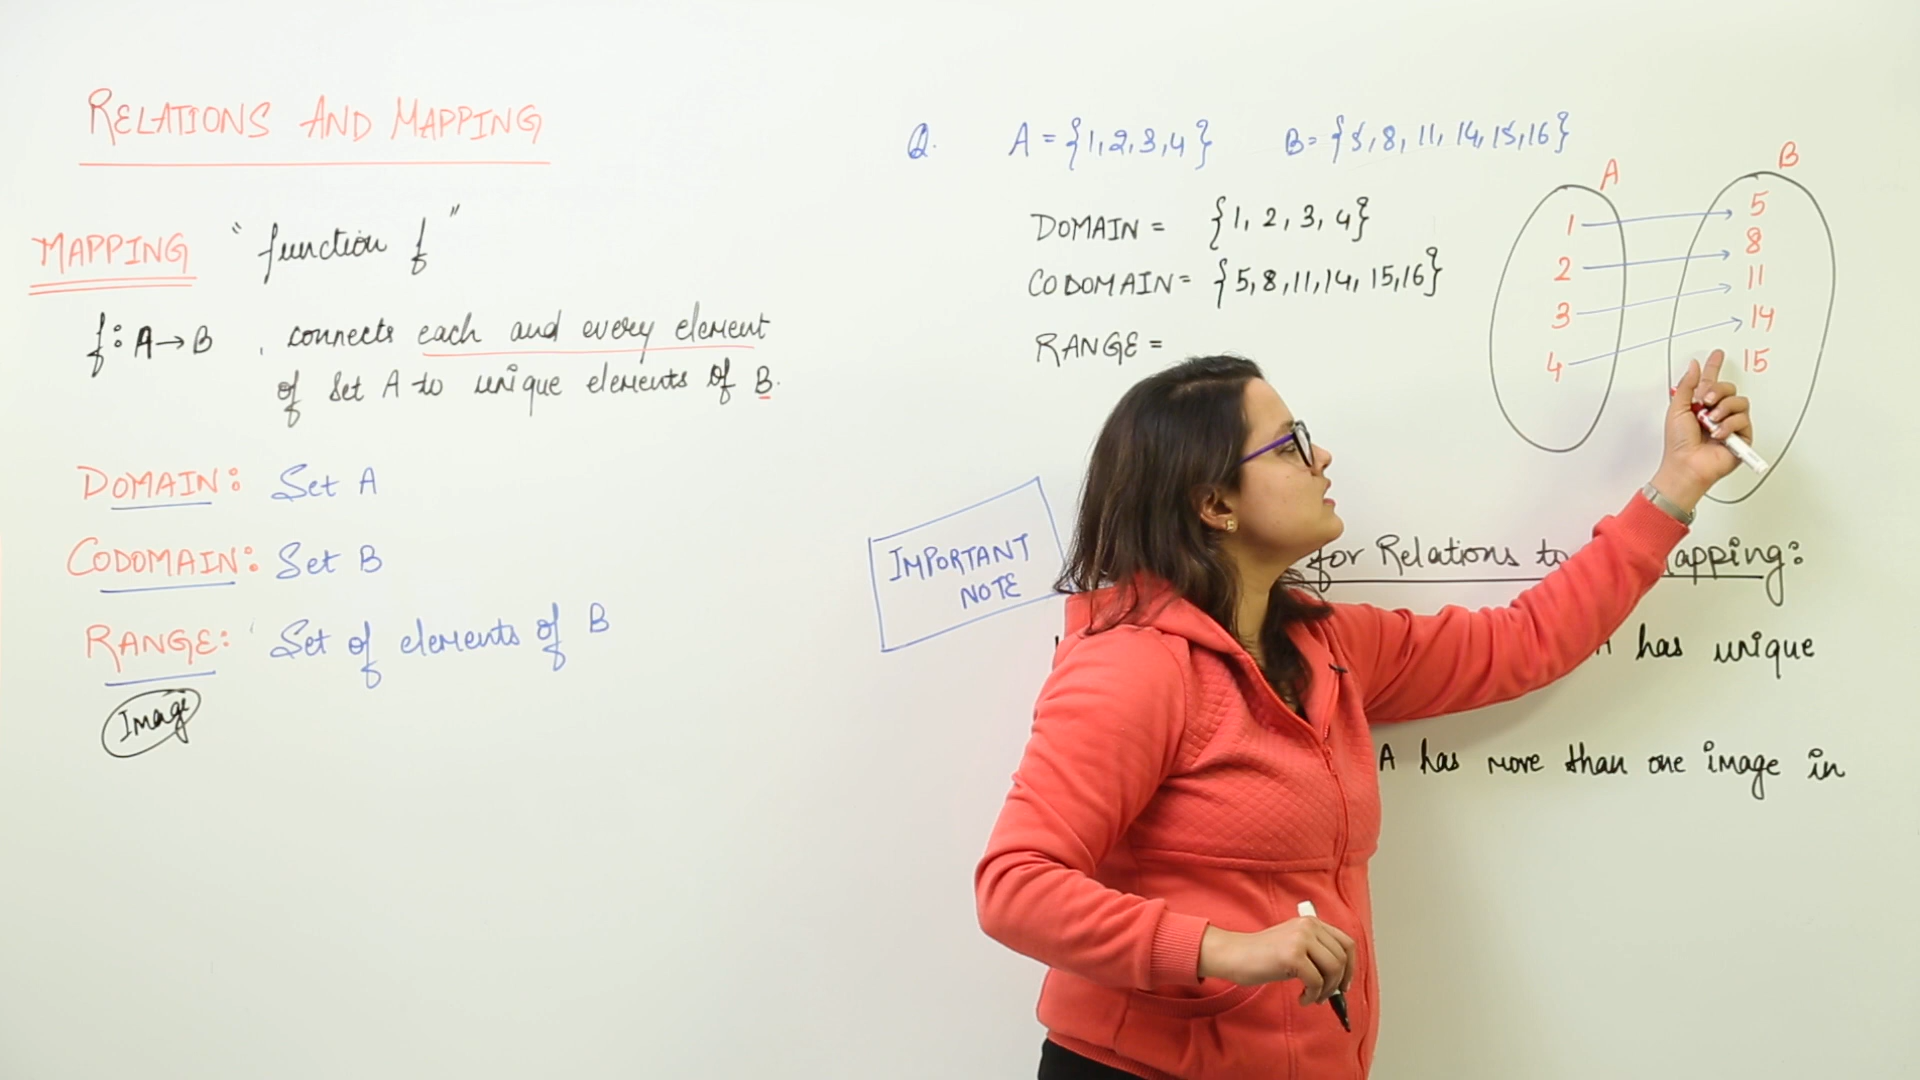 RELATIONS AND MAPPING
MAPPING "function f"
f: A→B , connects each and every element
of Set A to unique elements of B.
DOMAIN: Set A
CODOMAIN: Set B
RANGE: Set of elements of B
Image
Q. A = {1,2,3,4} B = {5,8,11,14,15,16}
DOMAIN = {1, 2, 3, 4}
CODOMAIN = {5,8,11,14,15,16}
RANGE =
A B
1 5
2 8
3 11
4 14
15
IMPORTANT
NOTE
for Relations to apping:
has unique
A has more than one image in